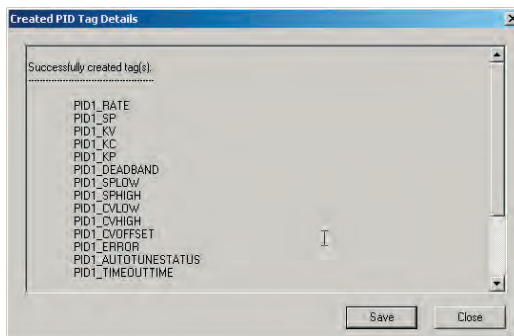 Created PID Tag Details
Successfully created tag(s):
PID1_RATE
PID1_SP
PID1_KV
PID1_KC
PID1_KP
PID1_DEADBAND
PID1_SPLOW
PID1_SPHIGH
PID1_CVLOW
PID1_CVHIGH
PID1_CVOFFSET
PID1_ERROR
PID1_AUTOTUNESTATUS
PID1_TIMEOUTTIME
Save Close